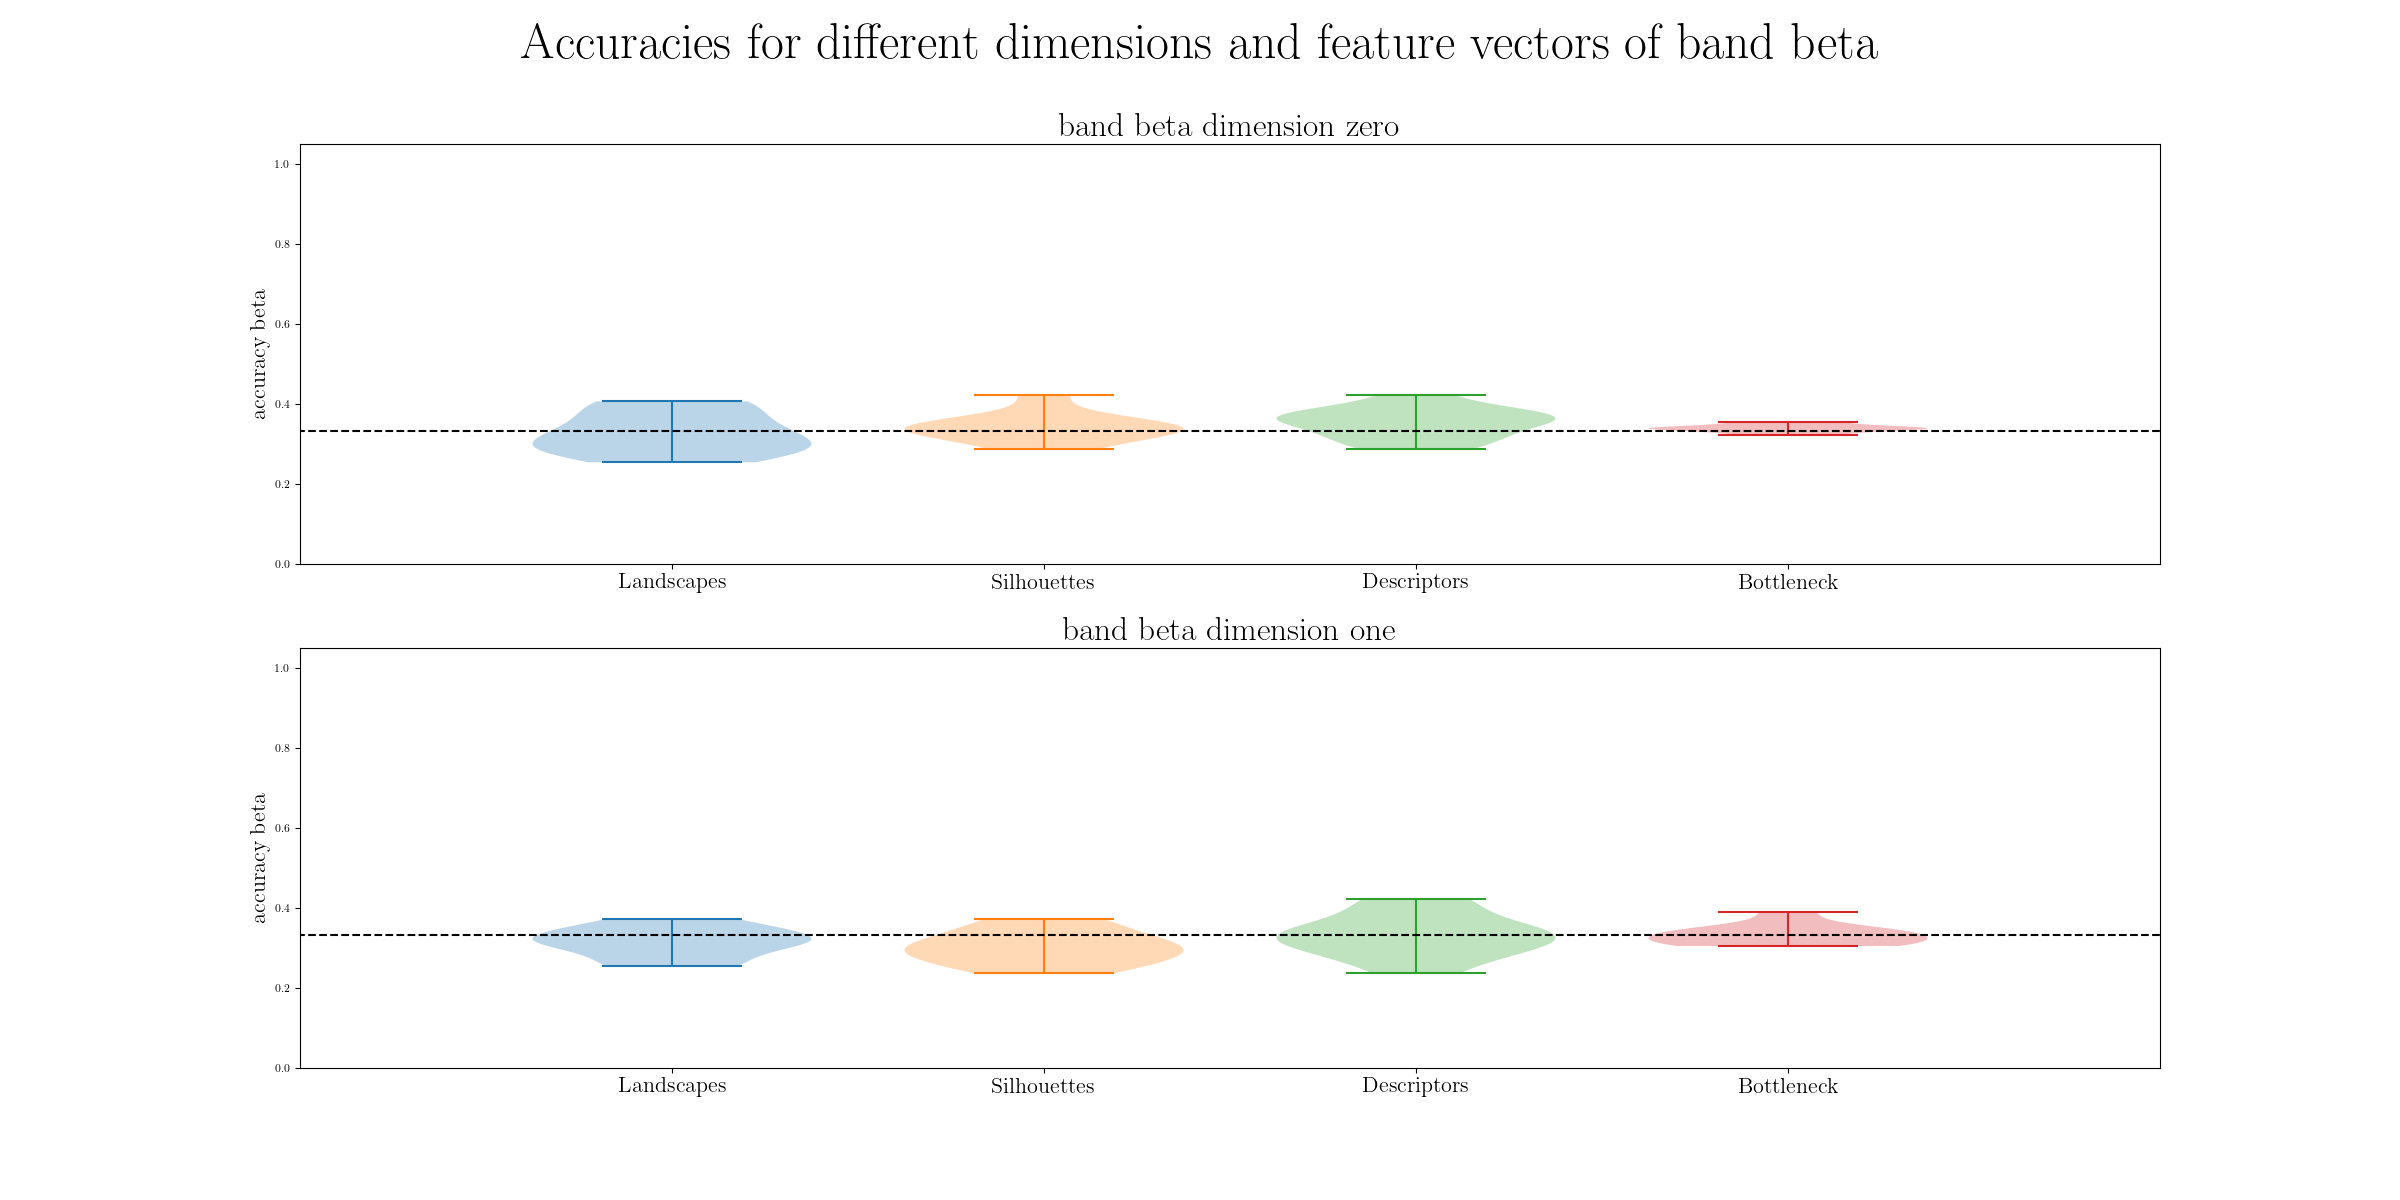 Accuracies for different dimensions and feature vectors of band beta
band beta dimension zero
1.0
0.8
0.6
0.4
0.2
0.0
accuracy beta
Landscapes Silhouettes Descriptors Bottleneck
band beta dimension one
1.0
0.8
0.6
0.4
0.2
0.0
accuracy beta
Landscapes Silhouettes Descriptors Bottleneck